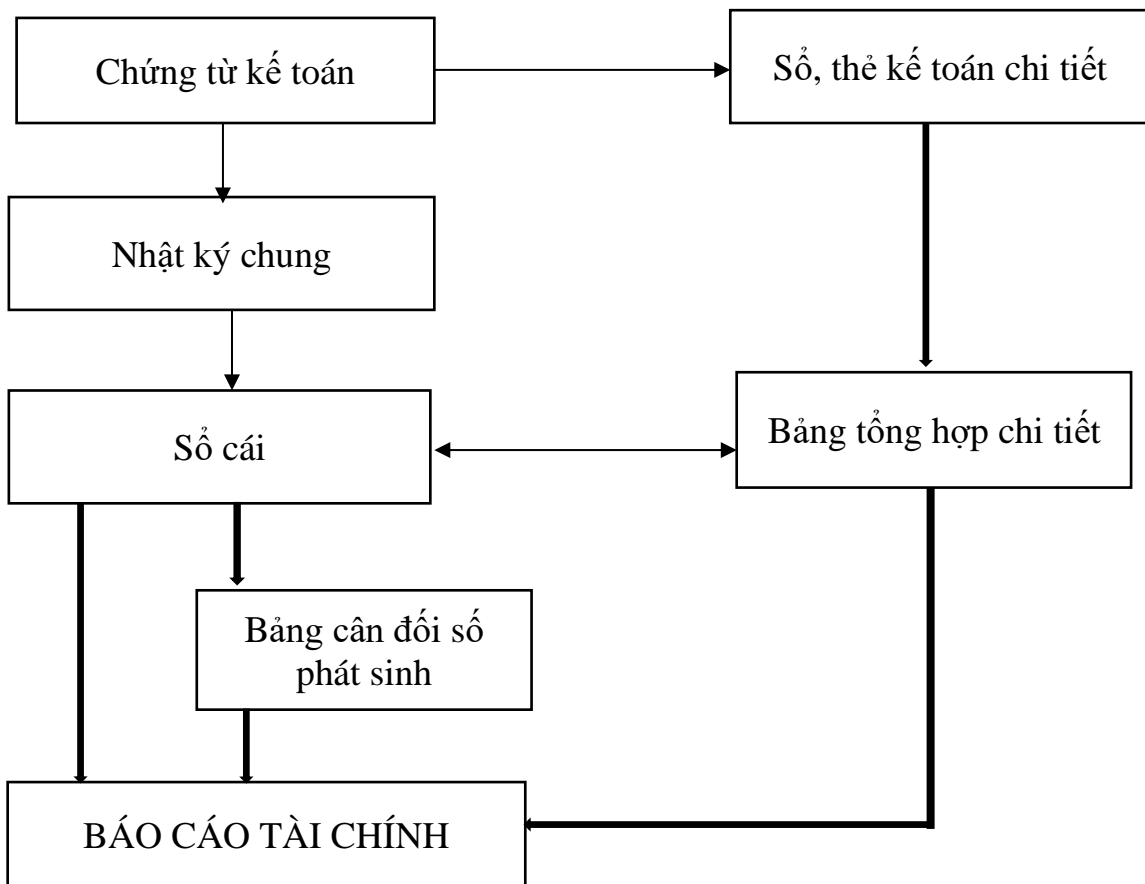 Chứng từ kế toán
Sổ, thẻ kế toán chi tiết
Nhật ký chung
Sổ cái
Bảng tổng hợp chi tiết
Bảng cân đối số
phát sinh
BÁO CÁO TÀI CHÍNH